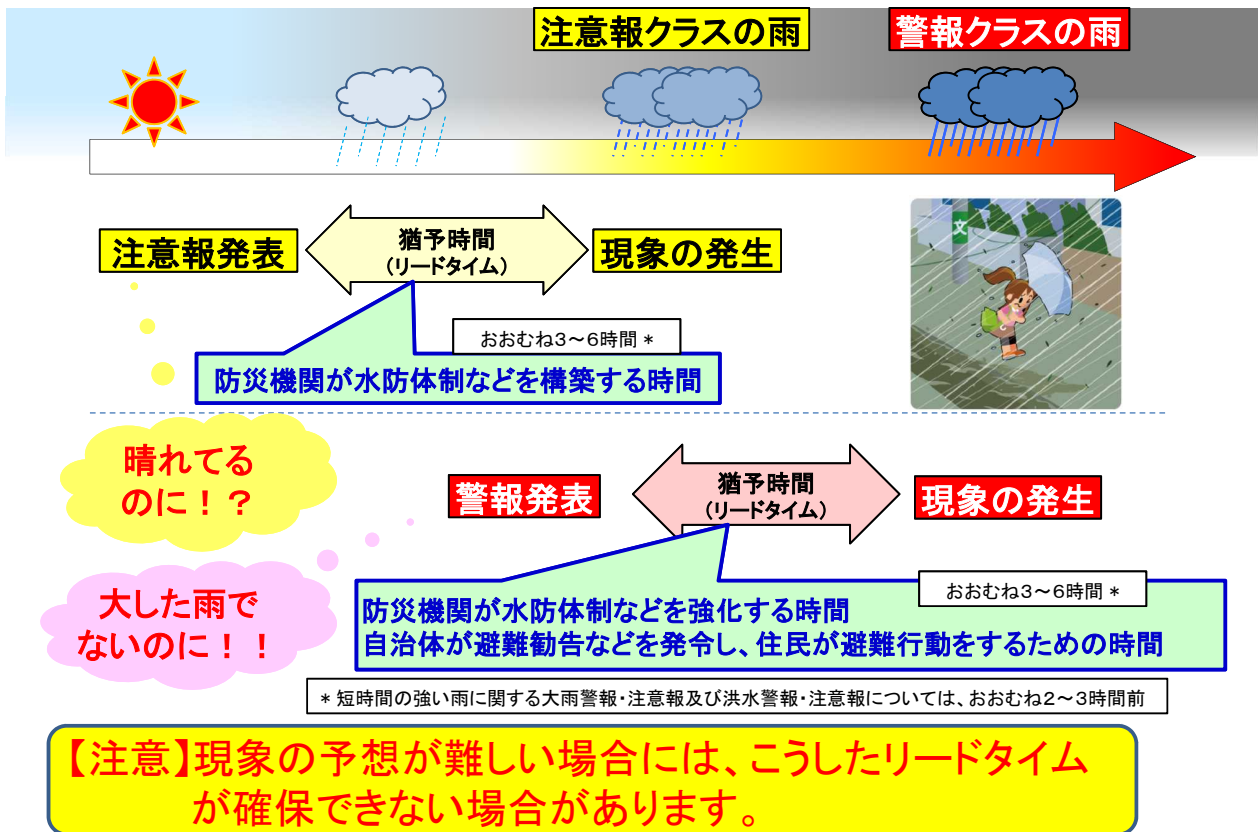 注意報クラスの雨
警報クラスの雨
注意報発表
猶予時間
(リードタイム)
現象の発生
文
おおむね3～6時間 *
防災機関が水防体制などを構築する時間
晴れてる
のに！？
警報発表
猶予時間
(リードタイム)
現象の発生
大した雨で
ないのに！！
おおむね3～6時間 *
防災機関が水防体制などを強化する時間
自治体が避難勧告などを発令し、住民が避難行動をするための時間
* 短時間の強い雨に関する大雨警報・注意報及び洪水警報・注意報については、おおむね2～3時間前
【注意】現象の予想が難しい場合には、こうしたリードタイム
が確保できない場合があります。